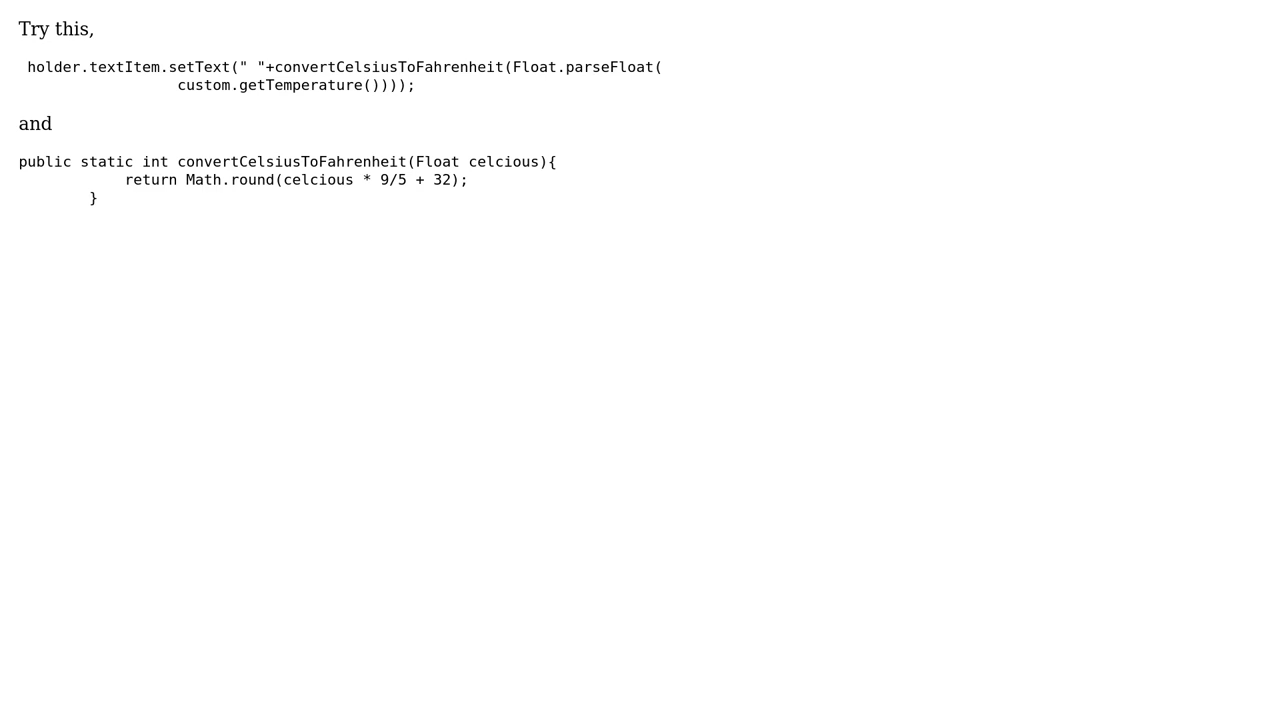 Try this,
 holder.textItem.setText(" "+convertCelsiusToFahrenheit(Float.parseFloat(
                  custom.getTemperature())));
and
public static int convertCelsiusToFahrenheit(Float celcious){
            return Math.round(celcious * 9/5 + 32);
        }